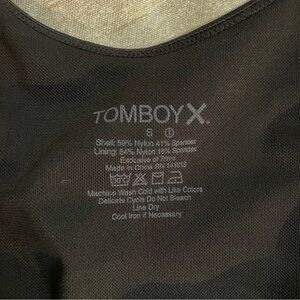 TOMBOYX.
S 1
Shell: 59% Nylon 41% Spandex
Lining: 84% Nylon 16% Spandex
Exclusive of Trims
Made in China RN 141013
Machine Wash Cold with Like Colors
Delicate Cycle Do Not Bleach
Line Dry
Cool Iron if Necessary